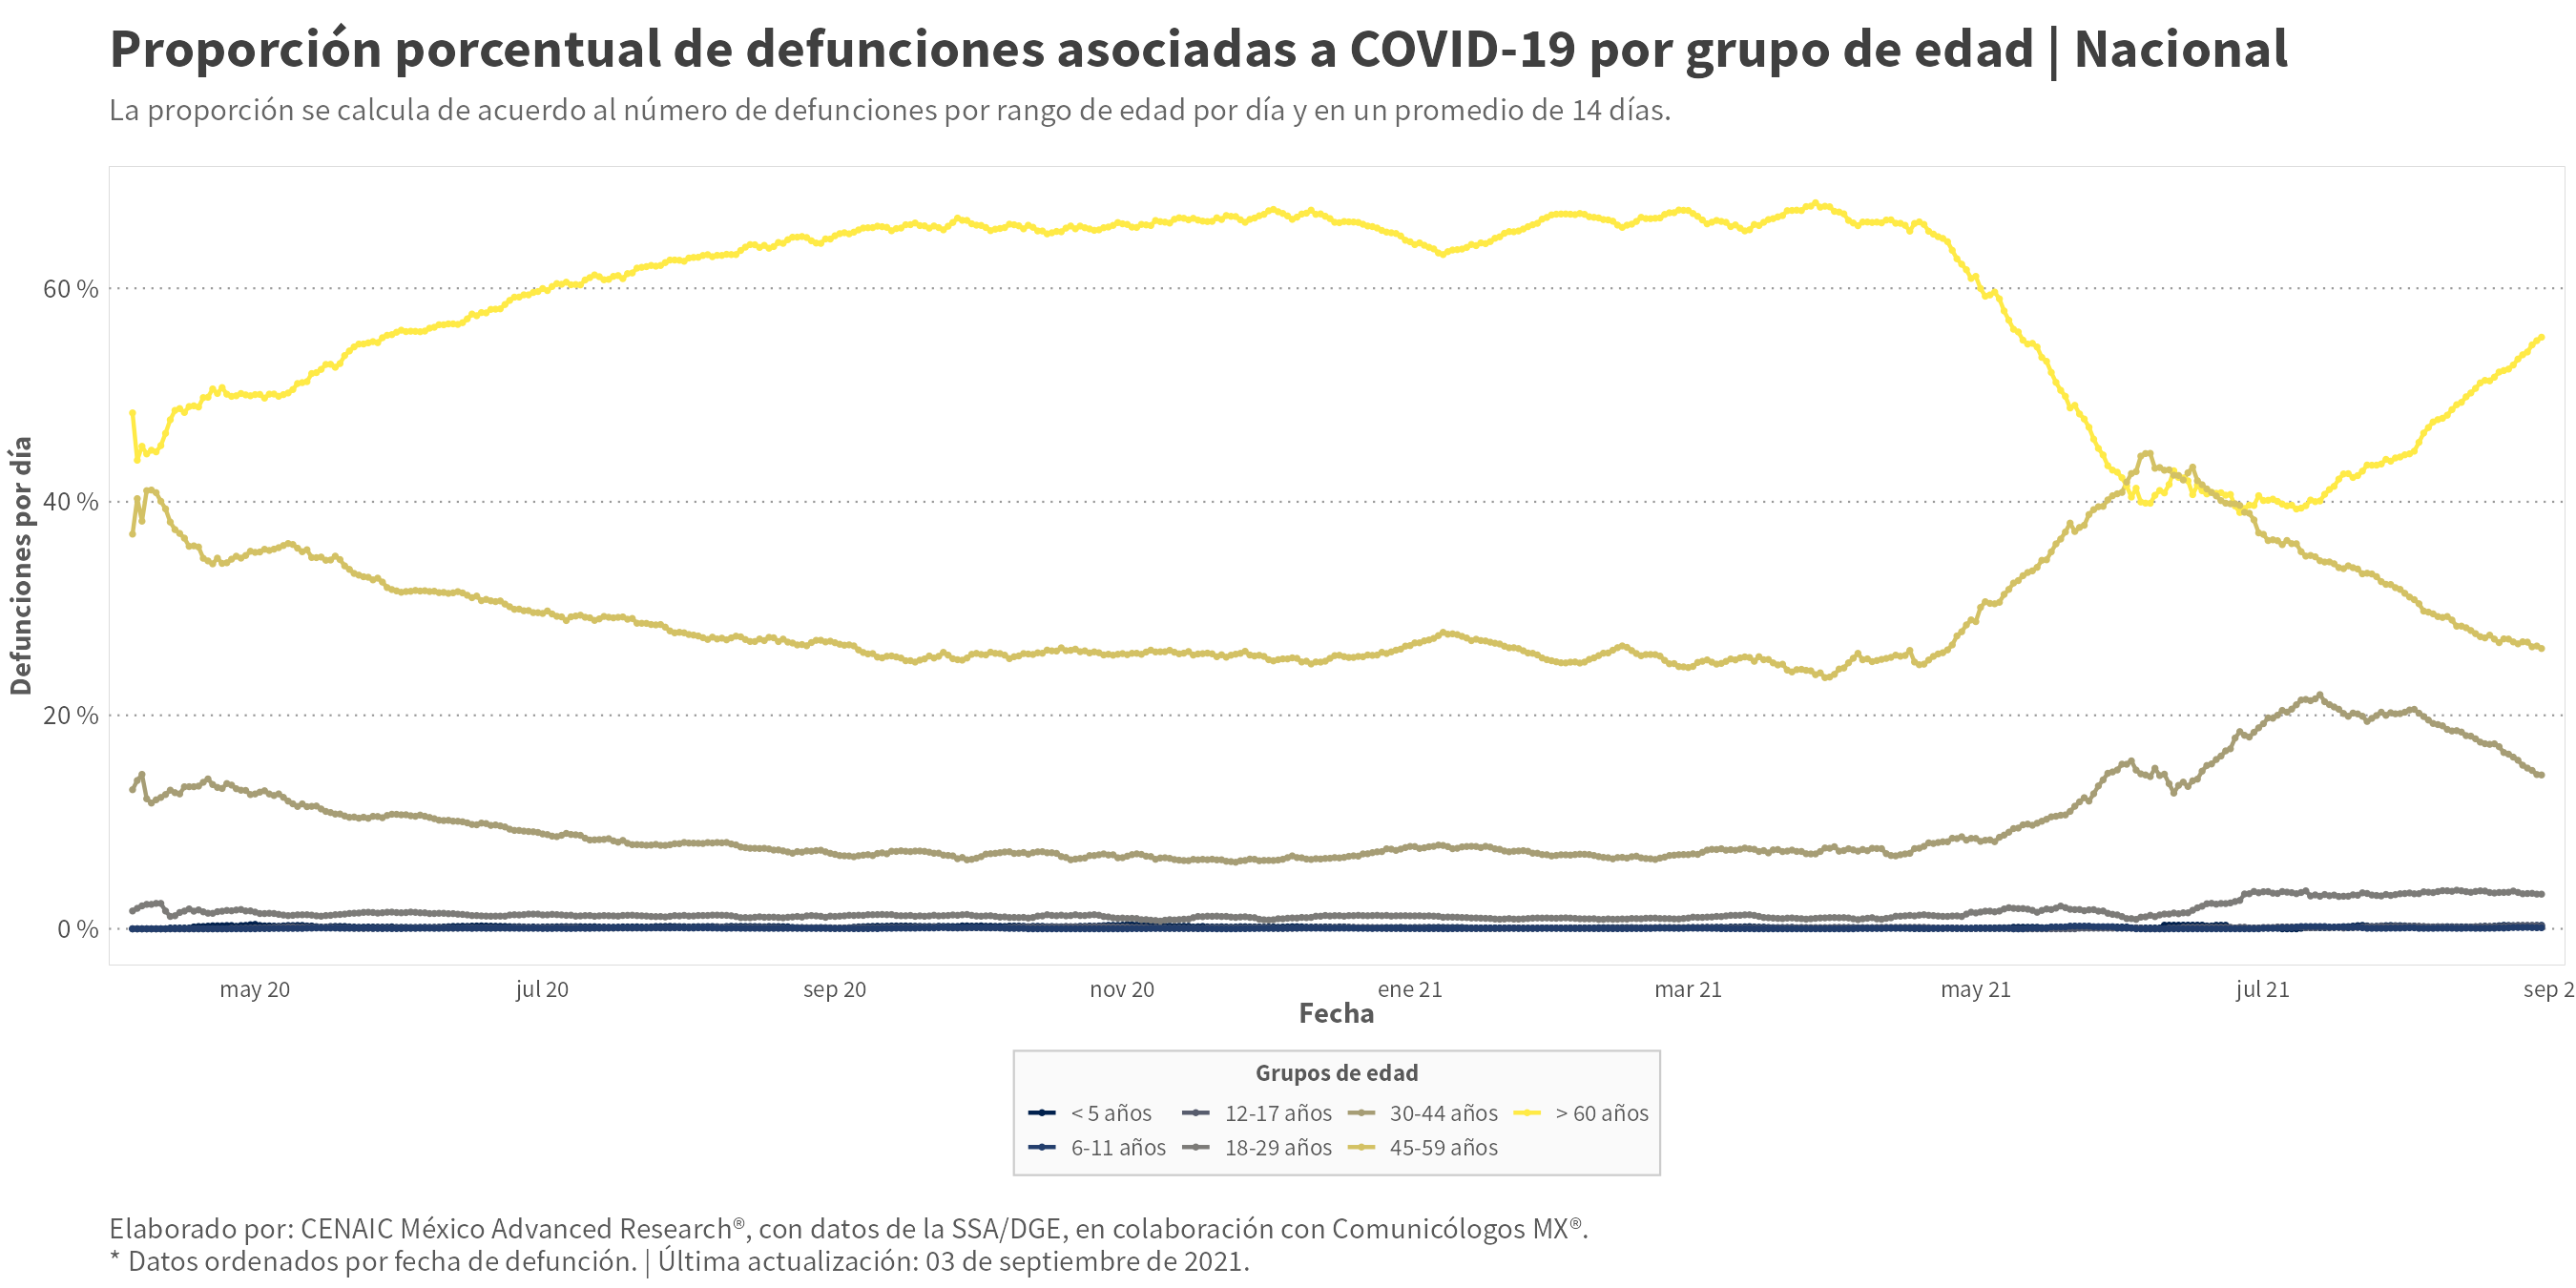 Proporción porcentual de defunciones asociadas a COVID-19 por grupo de edad | Nacional
La proporción se calcula de acuerdo al número de defunciones por rango de edad por día y en un promedio de 14 días.
Defunciones por día
60 %
40 %
20 %
0 %
may 20
jul 20
sep 20
nov 20
ene 21
mar 21
may 21
jul 21
sep 2
Fecha
Grupos de edad
< 5 años
12-17 años
30-44 años
> 60 años
6-11 años
18-29 años
45-59 años
Elaborado por: CENAIC México Advanced Research®, con datos de la SSA/DGE, en colaboración con Comunicólogos MX®.
* Datos ordenados por fecha de defunción. | Última actualización: 03 de septiembre de 2021.